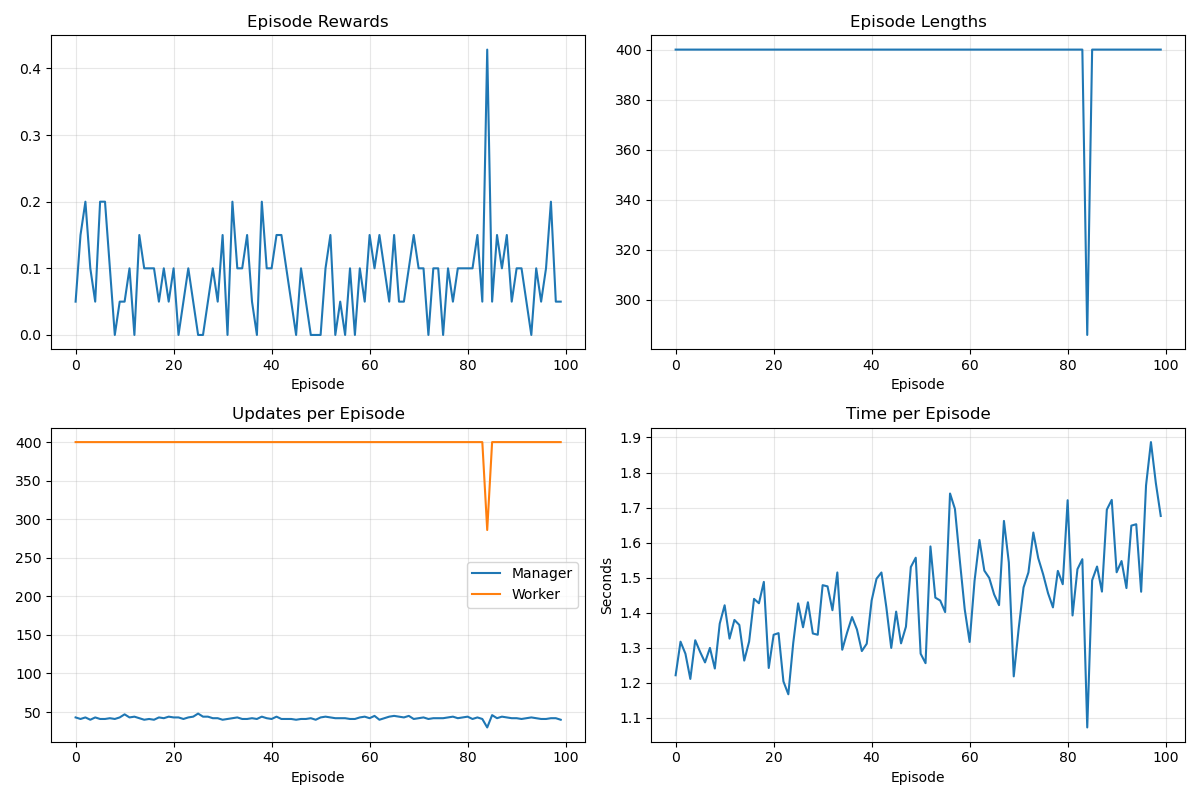 Episode Rewards
0.4
0.3
0.2
0.1
0.0
0 20 40 60 80 100
Episode
Episode Lengths
400
380
360
340
320
300
0 20 40 60 80 100
Episode
Updates per Episode
400
350
300
250
200
150
100
50
Manager
Worker
0 20 40 60 80 100
Episode
Time per Episode
Seconds
1.9
1.8
1.7
1.6
1.5
1.4
1.3
1.2
1.1
0 20 40 60 80 100
Episode